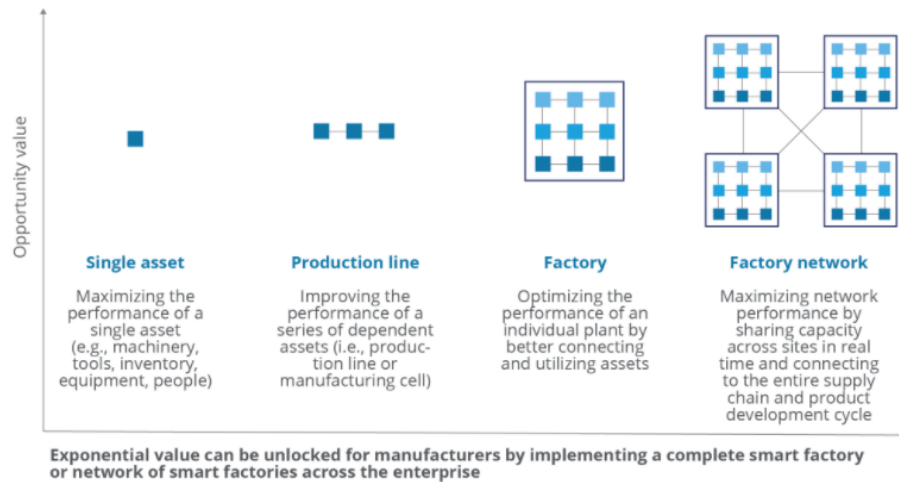 Opportunity value
Single asset
Maximizing the
performance of a
single asset
(e.g., machinery,
tools, inventory,
equipment, people)
Production line
Improving the
performance of a
series of dependent
assets (i.e., produc-
tion line or
manufacturing cell)
Factory
Optimizing the
performance of an
individual plant by
better connecting
and utilizing assets
Factory network
Maximizing network
performance by
sharing capacity
across sites in real
time and connecting
to the entire supply
chain and product
development cycle
Exponential value can be unlocked for manufacturers by implementing a complete smart factory
or network of smart factories across the enterprise